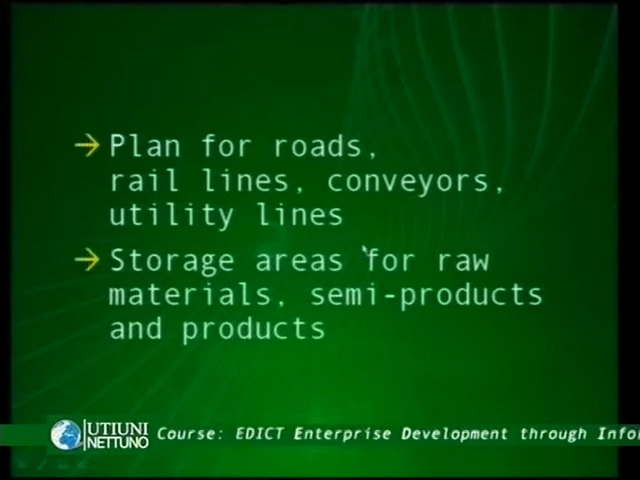 → Plan for roads,
rail lines, conveyors,
utility lines
→ Storage areas for raw
materials, semi-products
and products
UTIUNI
NETTUNO
Course: EDICT Enterprise Development through Infor